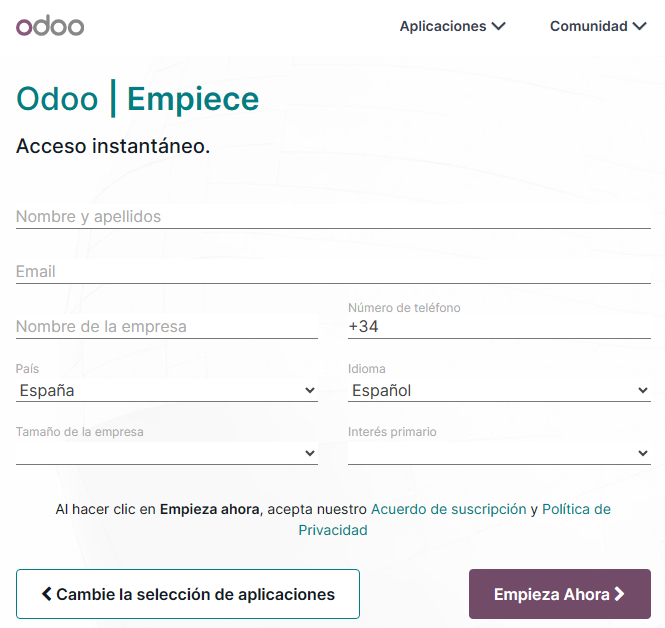 odoo
Aplicaciones
Comunidad
Odoo | Empiece
Acceso instantáneo.
Nombre y apellidos
Email
Nombre de la empresa
Número de teléfono
+34
País
España
Idioma
Español
Tamaño de la empresa
Interés primario
Al hacer clic en Empieza ahora, acepta nuestro Acuerdo de suscripción y Política de
Privacidad
Cambie la selección de aplicaciones
Empieza Ahora